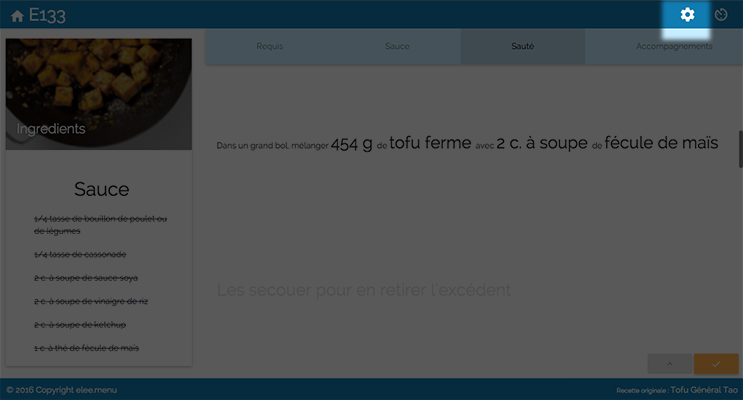 E133
Requis
Sauce
Sauté
Accompagnements
Ingrédients
Sauce
1/4 tasse de bouillon de poulet ou
de légumes
1/4 tasse de cassonade
2 c. à soupe de sauce soya
2 c. à soupe de vinaigre de riz
2 c. à soupe de ketchup
1 c. à thé de fécule de maïs
Dans un grand bol, mélanger 454 g de tofu ferme avec 2 c. à soupe de fécule de maïs
Les secouer pour en retirer l'excédent
© 2016 Copyright elee.menu
Recette originale : Tofu Général Tao